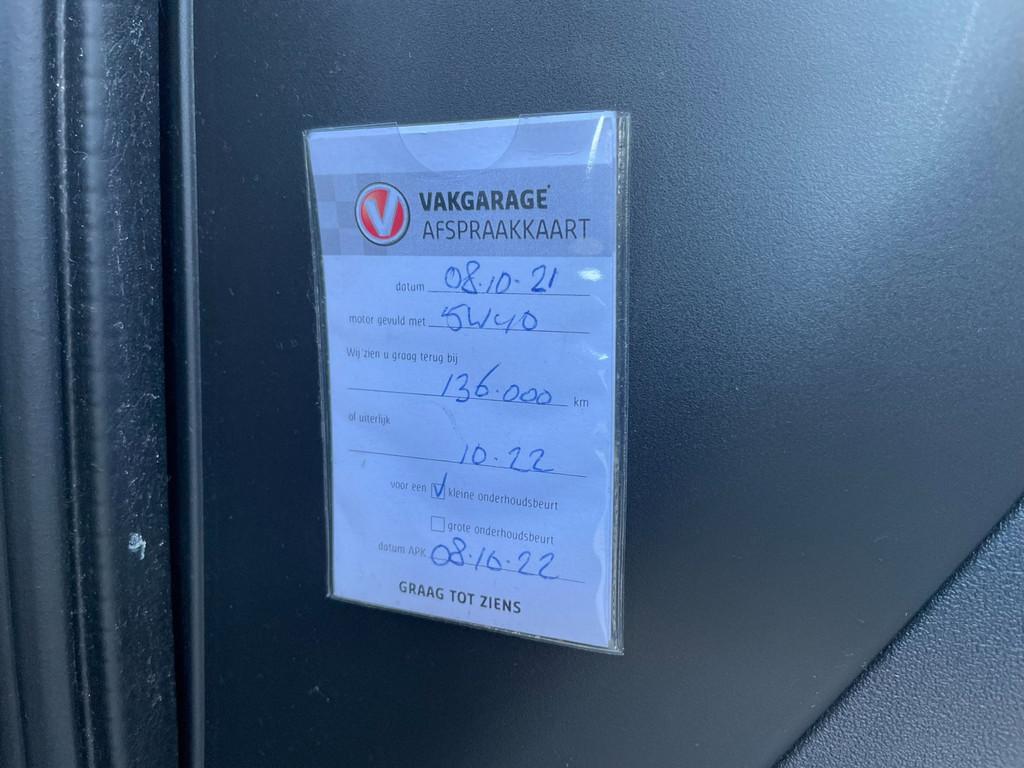 V
VAKGARAGE
AFSPRAAKKAART
datum 08.10.21
motor gevuld met 5W40
Wij zien u graag terug bij
136.000 km
of uiterlijk
10.22
voor een kleine onderhoudsbeurt
grote onderhoudsbeurt
datum APK 08.10.22
GRAAG TOT ZIENS